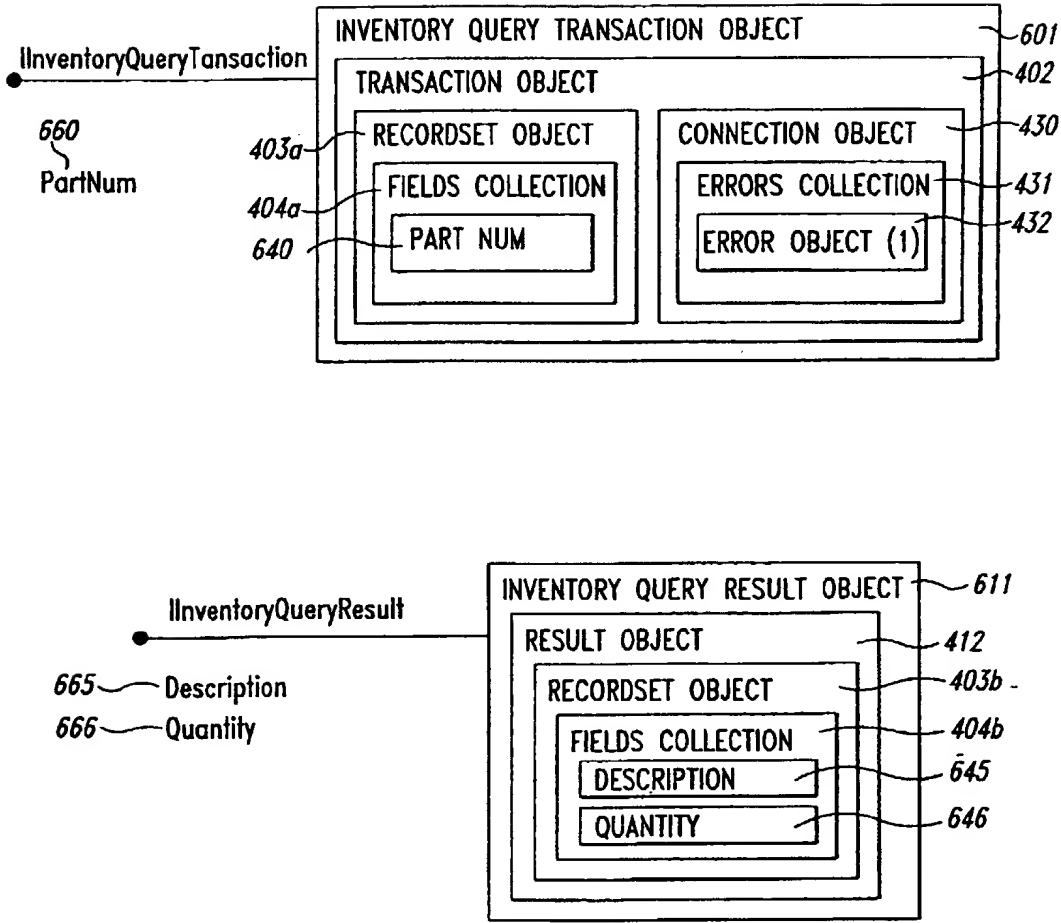 INVENTORY QUERY TRANSACTION OBJECT 601
IInventoryQueryTansaction
TRANSACTION OBJECT 402
660
PartNum
403a RECORDSET OBJECT
CONNECTION OBJECT 430
404a FIELDS COLLECTION
ERRORS COLLECTION 431
640 PART NUM
ERROR OBJECT (1) 432
INVENTORY QUERY RESULT OBJECT 611
IInventoryQueryResult
RESULT OBJECT 412
665 Description
RECORDSET OBJECT 403b
666 Quantity
FIELDS COLLECTION 404b
DESCRIPTION 645
QUANTITY 646